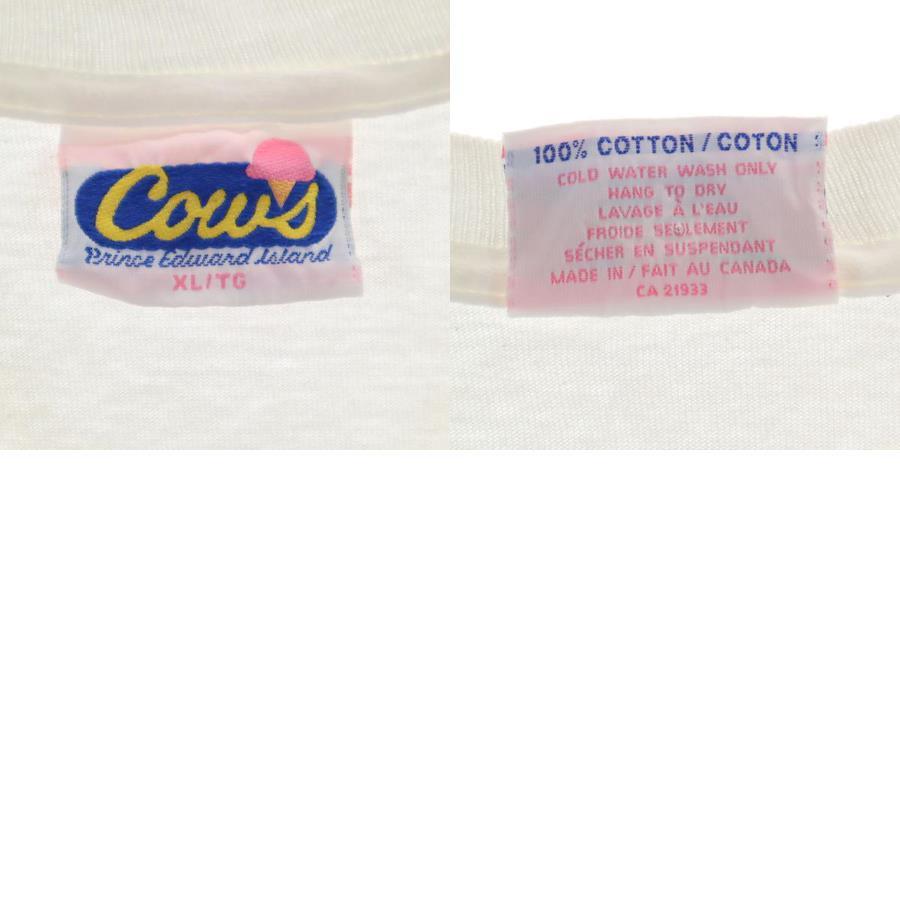 Cows
Prince Edward Island
XL/TG
100% COTTON / COTON
COLD WATER WASH ONLY
HANG TO DRY
LAVAGE À L'EAU
FROIDE SEULEMENT
SÉCHER EN SUSPENDANT
MADE IN / FAIT AU CANADA
CA 21933